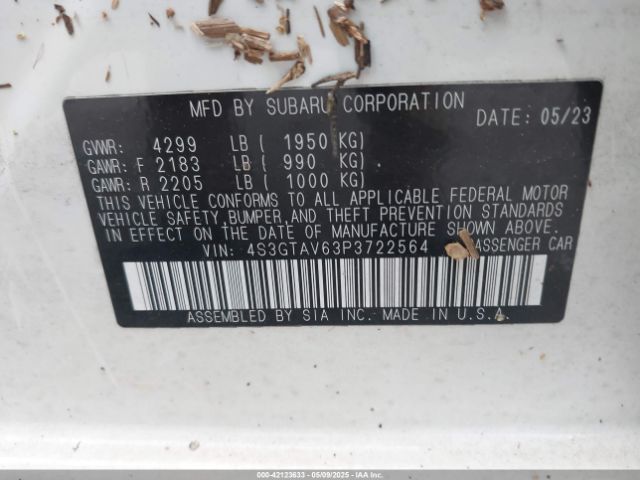 MFD BY SUBARU CORPORATION
DATE: 05/23
GVWR: 4299 LB ( 1950 KG)
GAWR: F 2183 LB ( 990 KG)
GAWR: R 2205 LB ( 1000 KG)
THIS VEHICLE CONFORMS TO ALL APPLICABLE FEDERAL MOTOR
VEHICLE SAFETY,BUMPER,AND THEFT PREVENTION STANDARDS
IN EFFECT ON THE DATE OF MANUFACTURE SHOWN ABOVE.
VIN: 4S3GTAV63P3722564 PASSENGER CAR
ASSEMBLED BY SIA INC. MADE IN U.S.A.
000-42123633 - 05/09/2025 - IAA Inc.